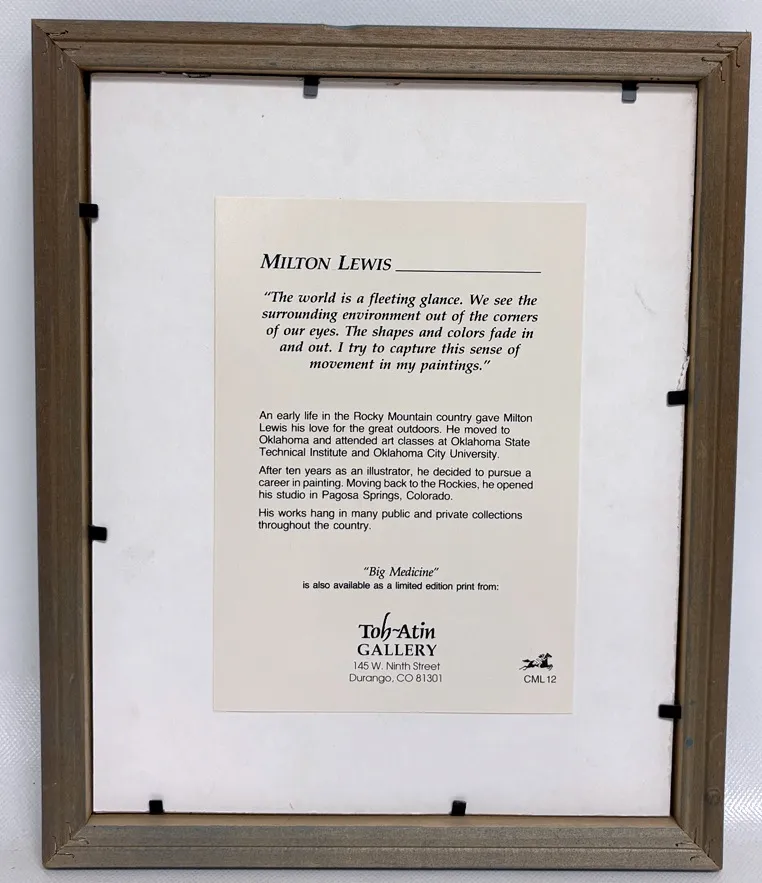 MILTON LEWIS
“The world is a fleeting glance. We see the
surrounding environment out of the corners
of our eyes. The shapes and colors fade in
and out. I try to capture this sense of
movement in my paintings.”
An early life in the Rocky Mountain country gave Milton
Lewis his love for the great outdoors. He moved to
Oklahoma and attended art classes at Oklahoma State
Technical Institute and Oklahoma City University.
After ten years as an illustrator, he decided to pursue a
career in painting. Moving back to the Rockies, he opened
his studio in Pagosa Springs, Colorado.
His works hang in many public and private collections
throughout the country.
“Big Medicine”
is also available as a limited edition print from:
Toh-Atin
GALLERY
145 W. Ninth Street
Durango, CO 81301
CML 12